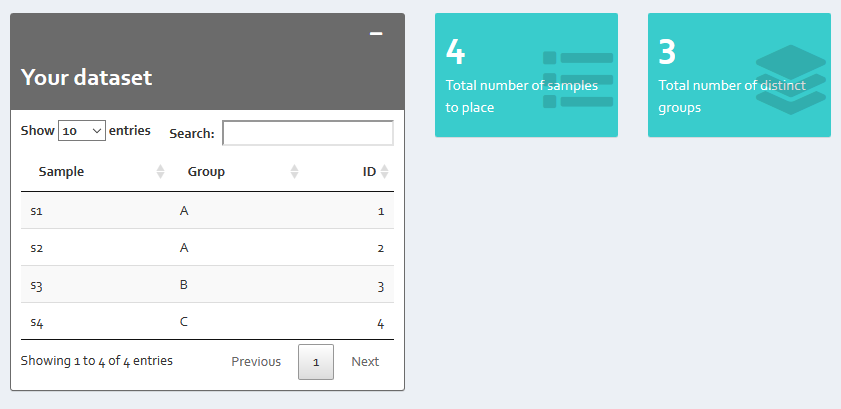 Your dataset
Show 10 entries Search:
Sample Group ID
s1 A 1
s2 A 2
s3 B 3
s4 C 4
Showing 1 to 4 of 4 entries Previous 1 Next
4
Total number of samples
to place
3
Total number of distinct
groups